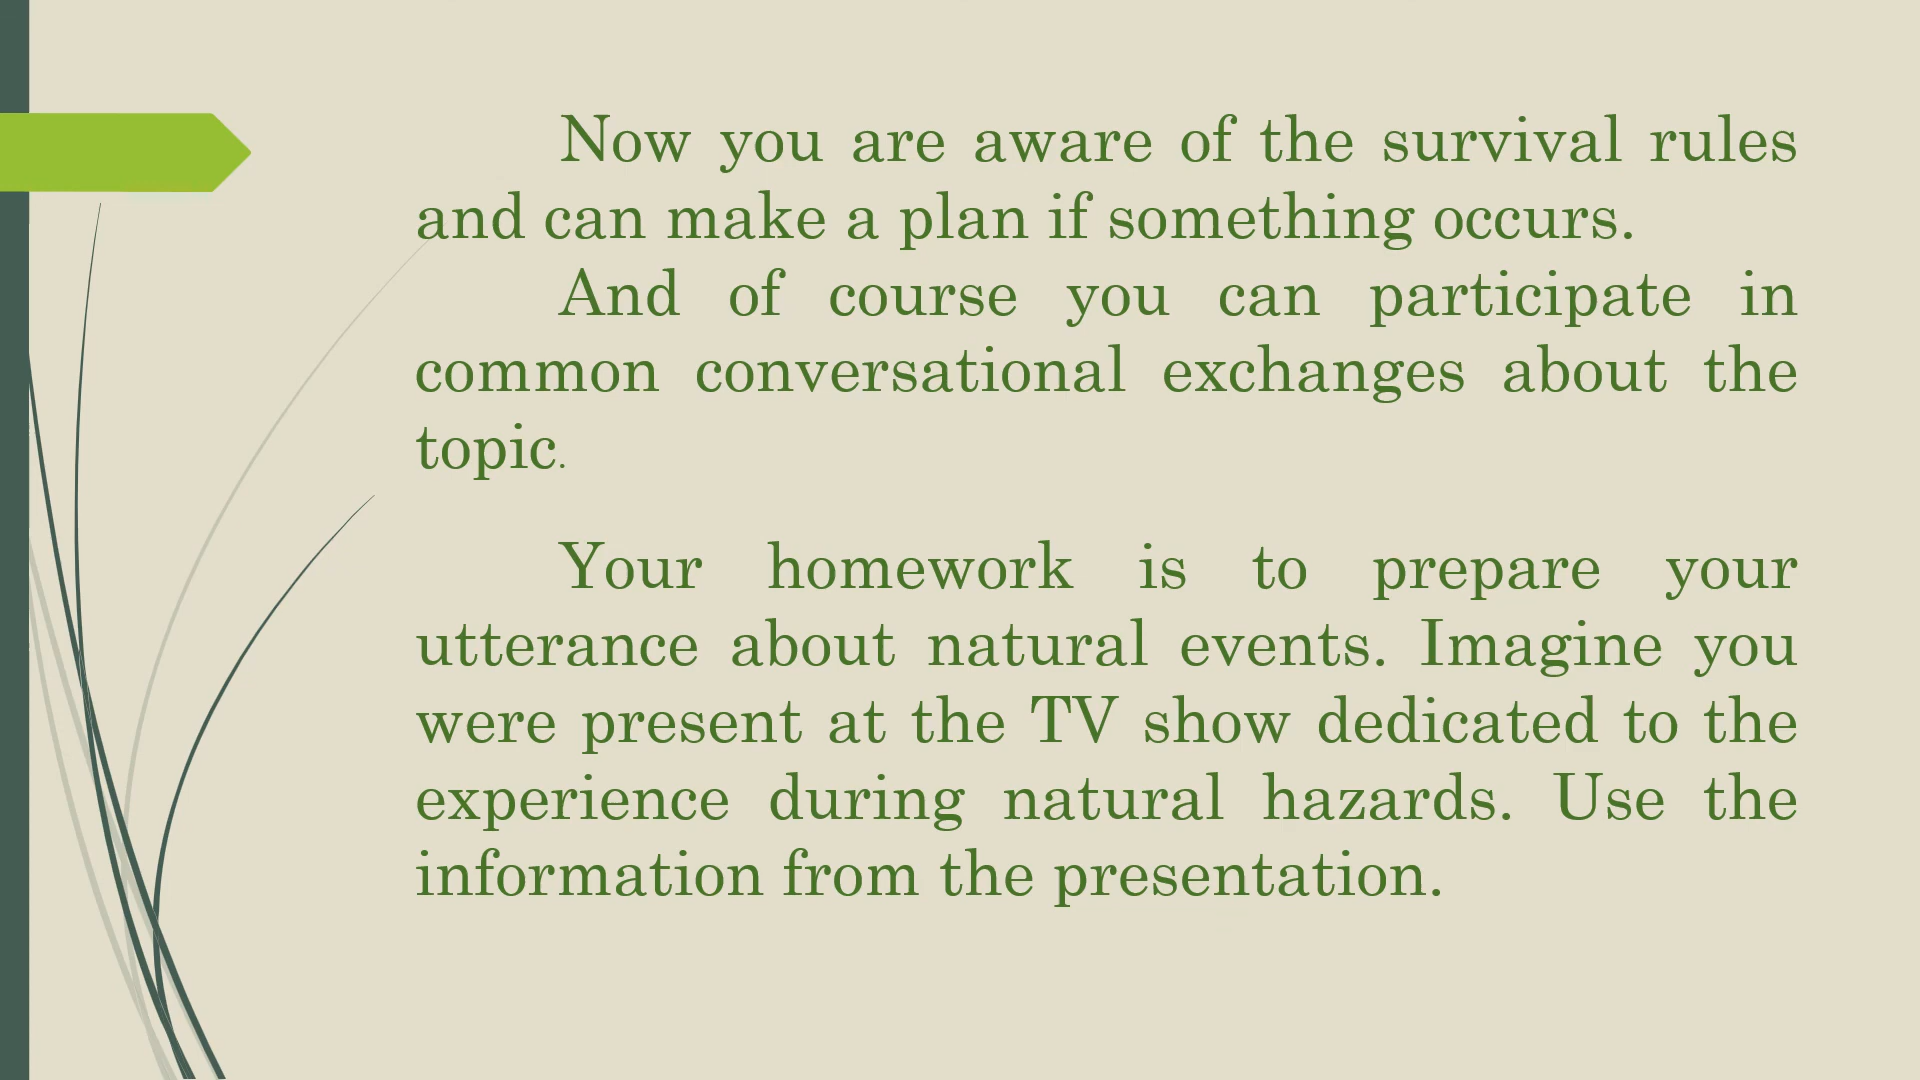 Now you are aware of the survival rules
and can make a plan if something occurs.
And of course you can participate in
common conversational exchanges about the
topic.
Your homework is to prepare your
utterance about natural events. Imagine you
were present at the TV show dedicated to the
experience during natural hazards. Use the
information from the presentation.